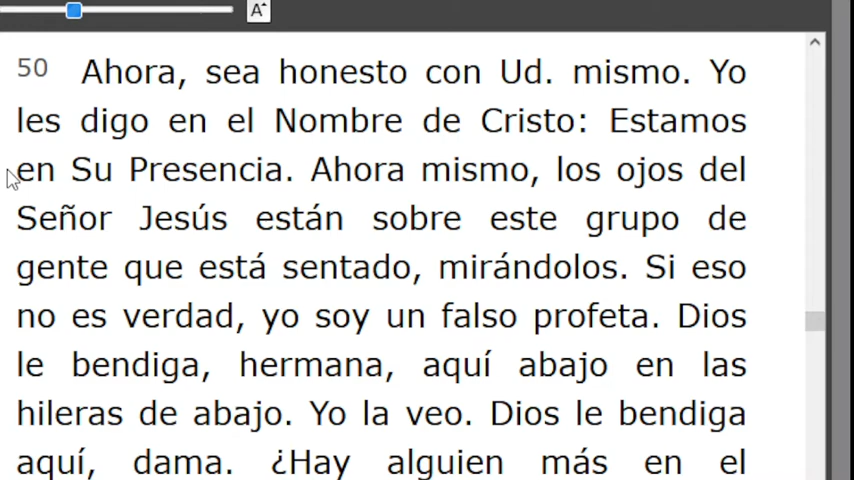 A
50 Ahora, sea honesto con Ud. mismo. Yo
les digo en el Nombre de Cristo: Estamos
en Su Presencia. Ahora mismo, los ojos del
Señor Jesús están sobre este grupo de
gente que está sentado, mirándolos. Si eso
no es verdad, yo soy un falso profeta. Dios
le bendiga, hermana, aquí abajo en las
hileras de abajo. Yo la veo. Dios le bendiga
aquí, dama. ¿Hay alguien más en el